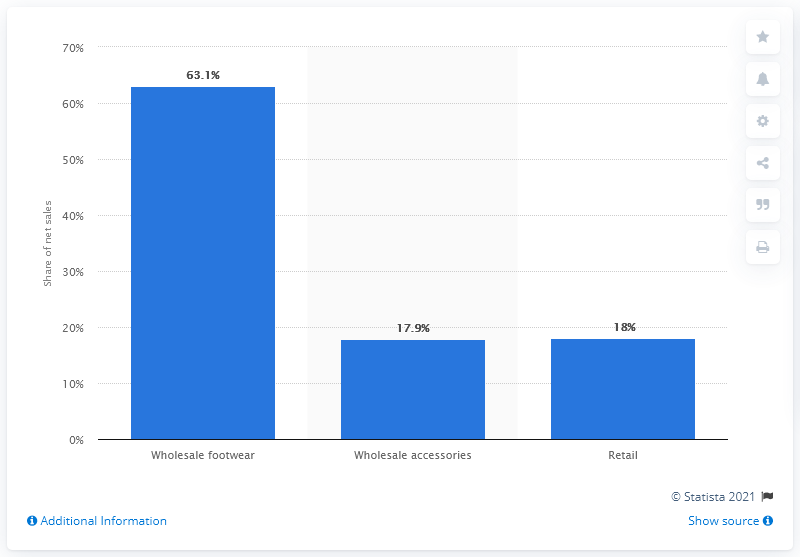 70%
60%
50%
40%
30%
20%
10%
0%
Share of net sales
63.1%
17.9%
18%
Wholesale footwear
Wholesale accessories
Retail
© Statista 2021
Additional Information
Show source